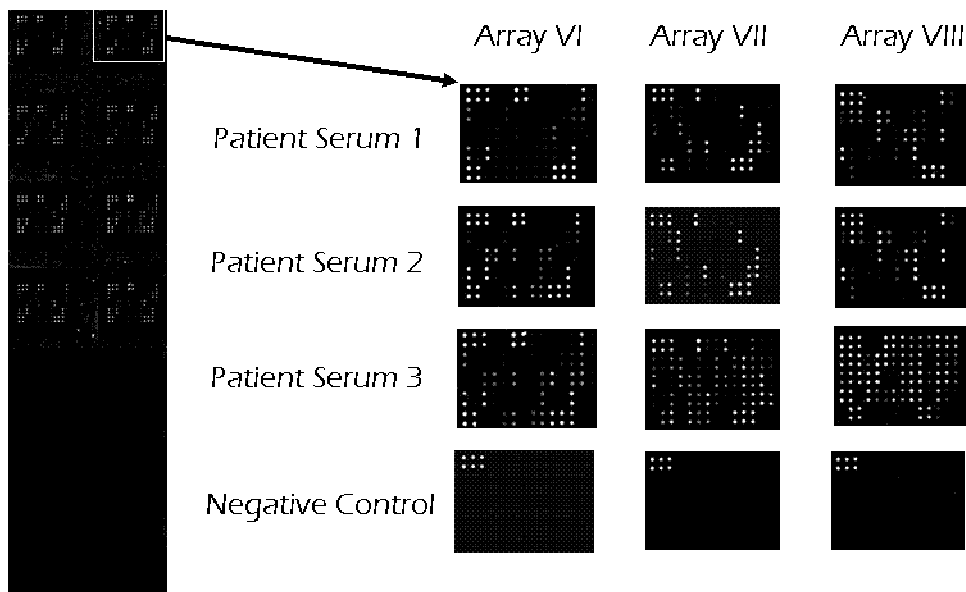 Array VI Array VII Array VIII
Patient Serum 1
Patient Serum 2
Patient Serum 3
Negative Control